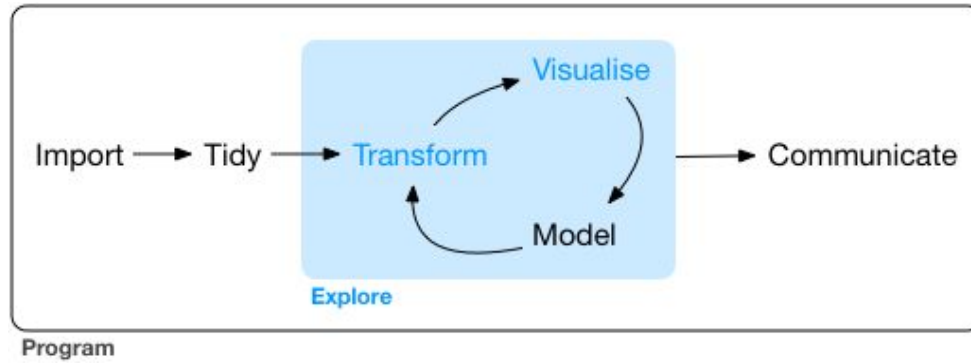 Visualise
Import Tidy Transform Communicate
Model
Explore
Program